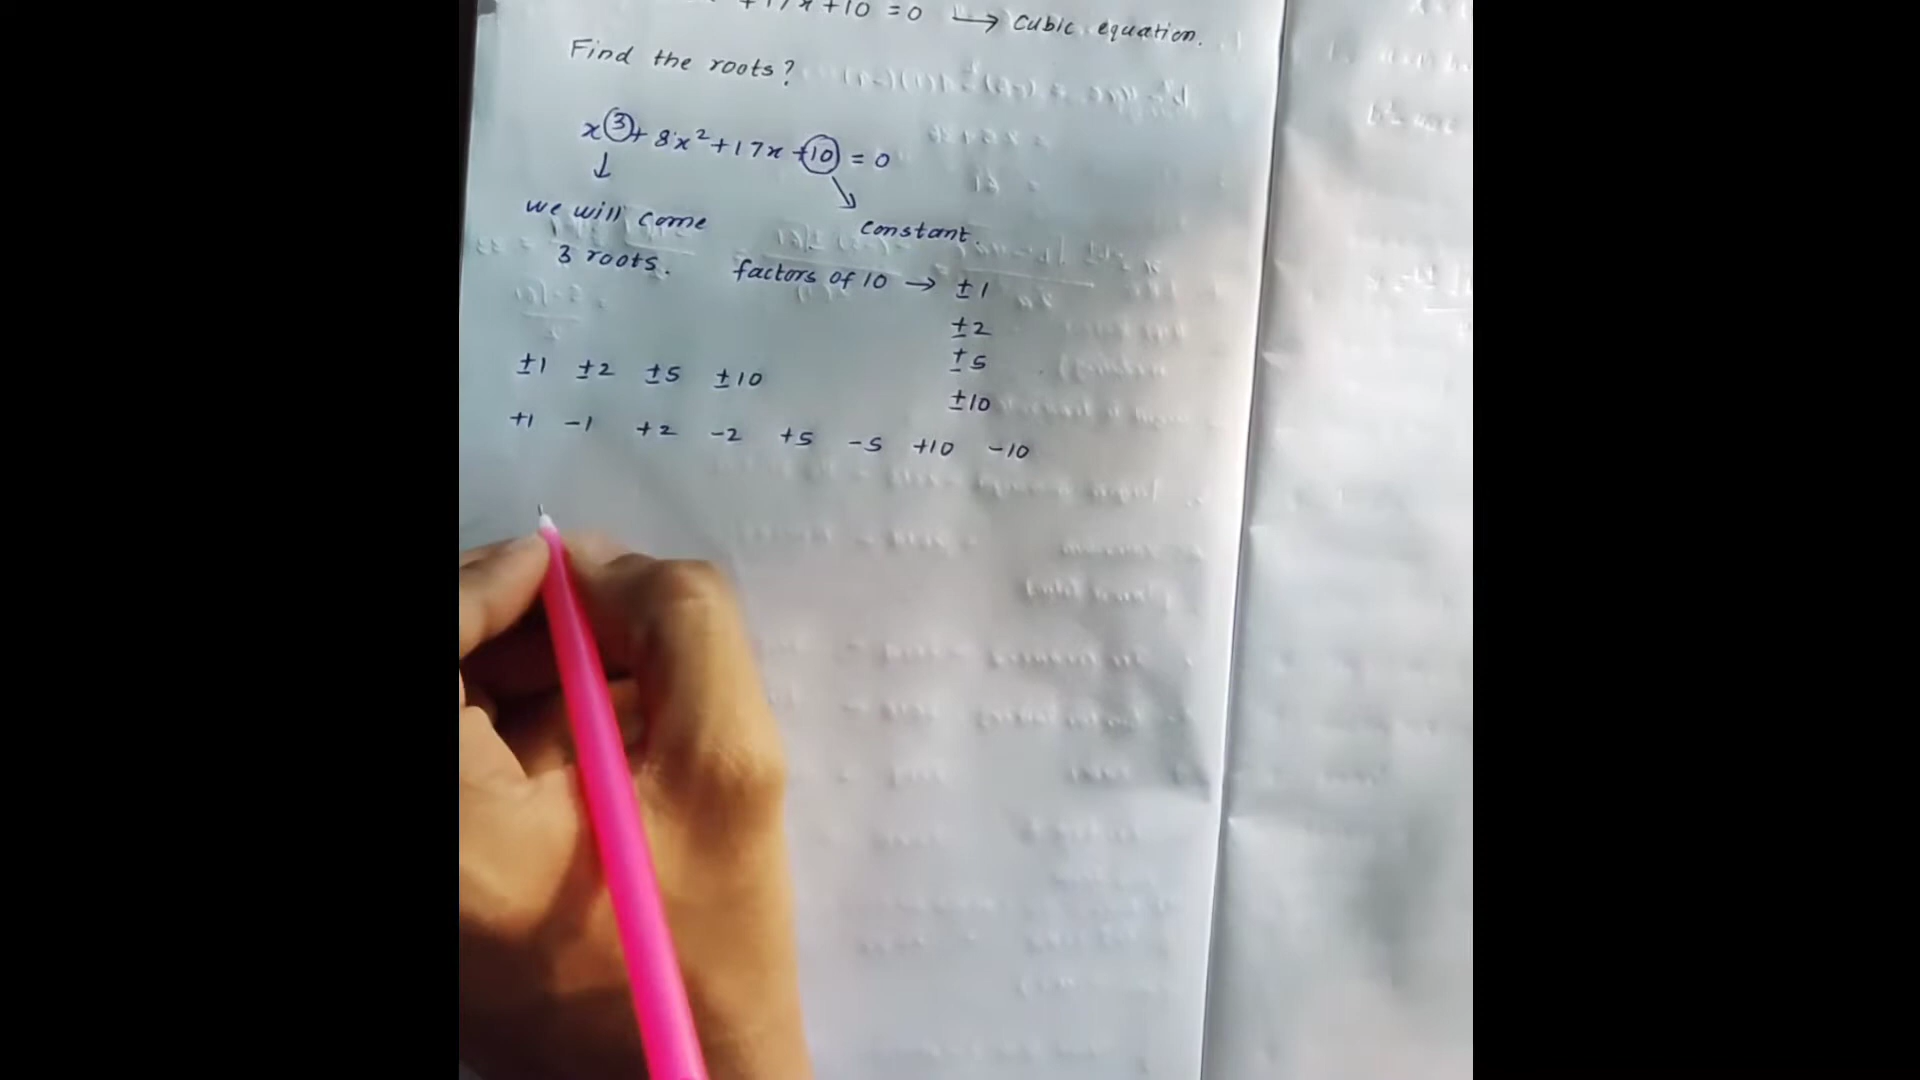 +17x+10 = 0 → Cubic equation.
Find the roots?
x³ + 8x² + 17x + 10 = 0
↓
we will come
3 roots.
constant.
factors of 10 → ±1
±2
±5
±10
±1 ±2 ±5 ±10
+1 -1 +2 -2 +5 -5 +10 -10